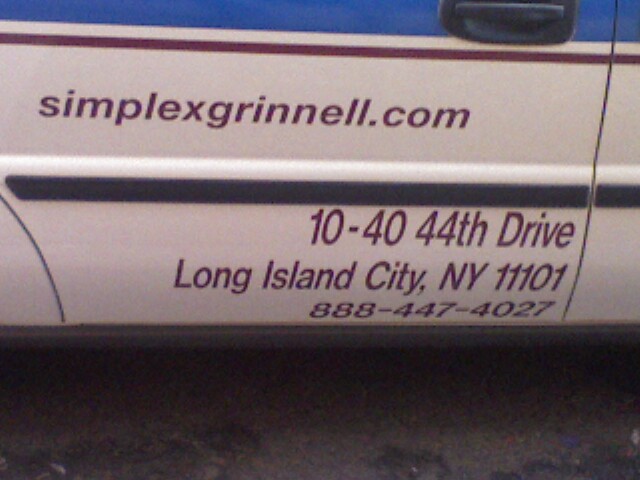 simplexgrinnell.com
10-40 44th Drive
Long Island City, NY 11101
888-447-4027